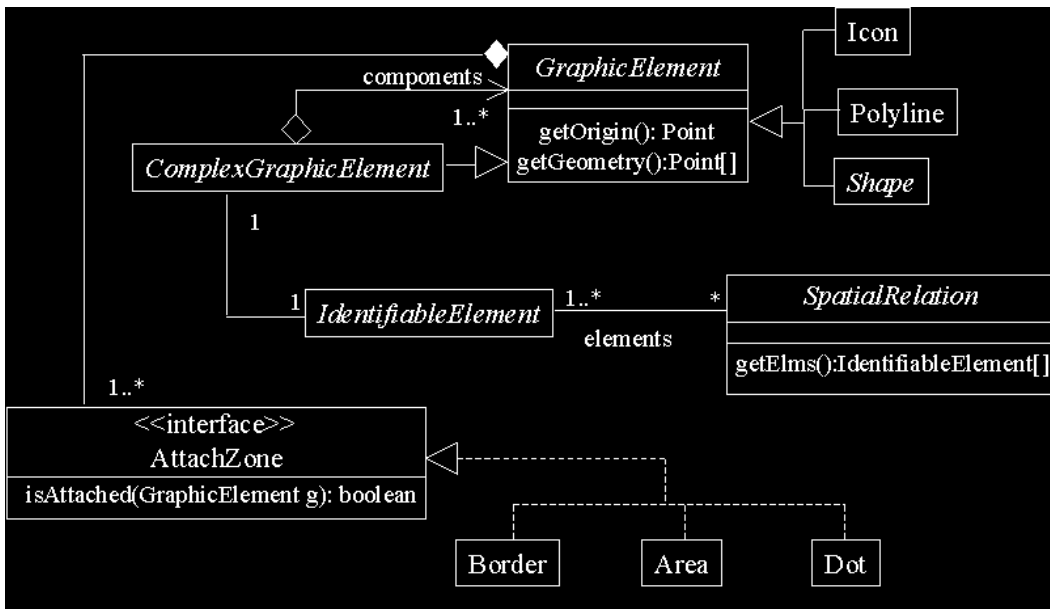 Icon
GraphicElement
components
1..*
getOrigin(): Point
getGeometry():Point[]
Polyline
ComplexGraphicElement
Shape
1
1
IdentifiableElement
1..*
*
elements
SpatialRelation
getElms():IdentifiableElement[]
1..*
<<interface>>
AttachZone
isAttached(GraphicElement g): boolean
Border
Area
Dot